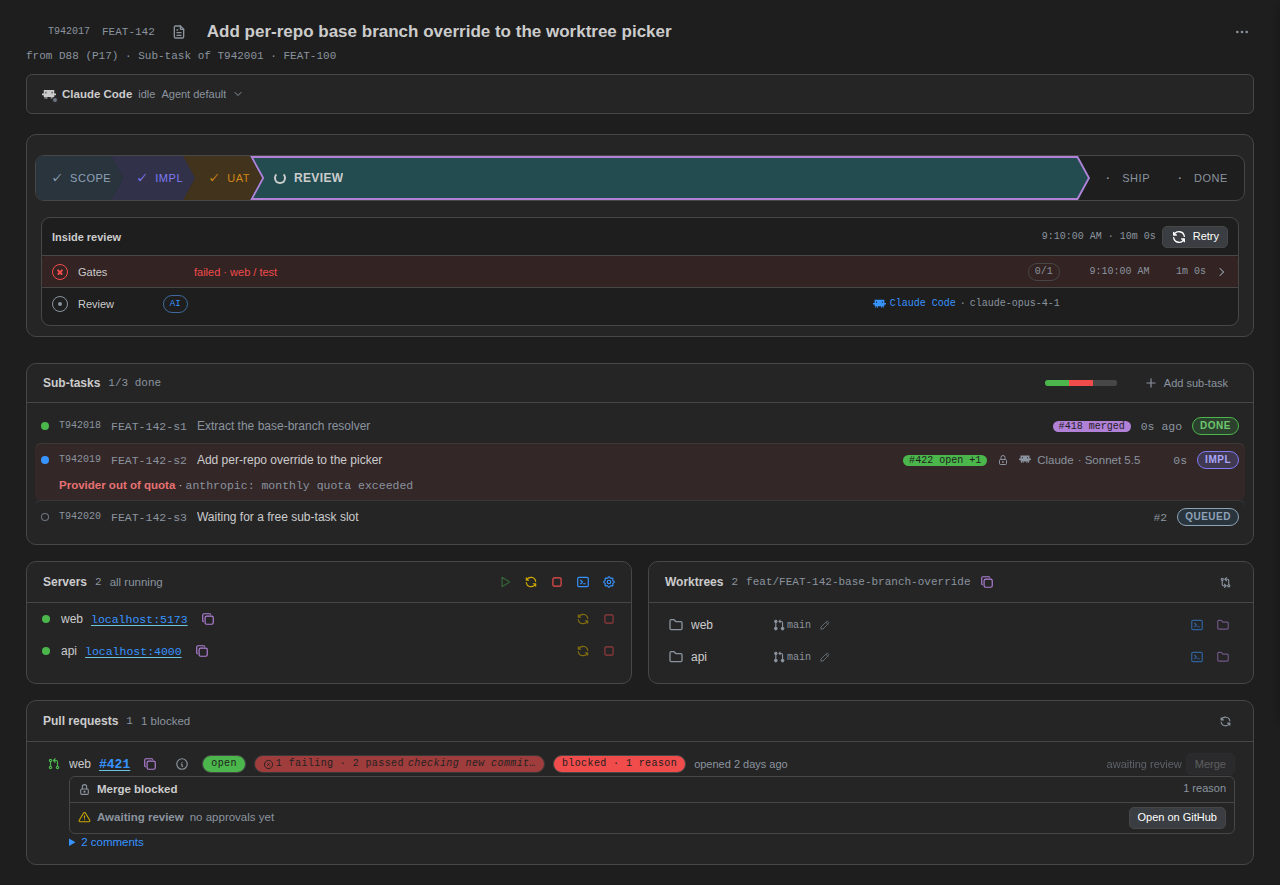 T942017 FEAT-142 Add per-repo base branch override to the worktree picker
from D88 (P17) · Sub-task of T942001 · FEAT-100
Claude Code idle Agent default
SCOPE IMPL UAT REVIEW SHIP DONE
Inside review 9:10:00 AM · 10m 0s Retry
Gates failed · web / test 0/1 9:10:00 AM 1m 0s
Review AI Claude Code · claude-opus-4-1
Sub-tasks 1/3 done Add sub-task
T942018 FEAT-142-s1 Extract the base-branch resolver #418 merged 0s ago DONE
T942019 FEAT-142-s2 Add per-repo override to the picker #422 open +1 Claude · Sonnet 5.5 0s IMPL
Provider out of quota · anthropic: monthly quota exceeded
T942020 FEAT-142-s3 Waiting for a free sub-task slot #2 QUEUED
Servers 2 all running
web localhost:5173
api localhost:4000
Worktrees 2 feat/FEAT-142-base-branch-override
web main
api main
Pull requests 1 1 blocked
web #421 open 1 failing · 2 passed checking new commit… blocked · 1 reason opened 2 days ago awaiting review Merge
Merge blocked 1 reason
Awaiting review no approvals yet Open on GitHub
2 comments